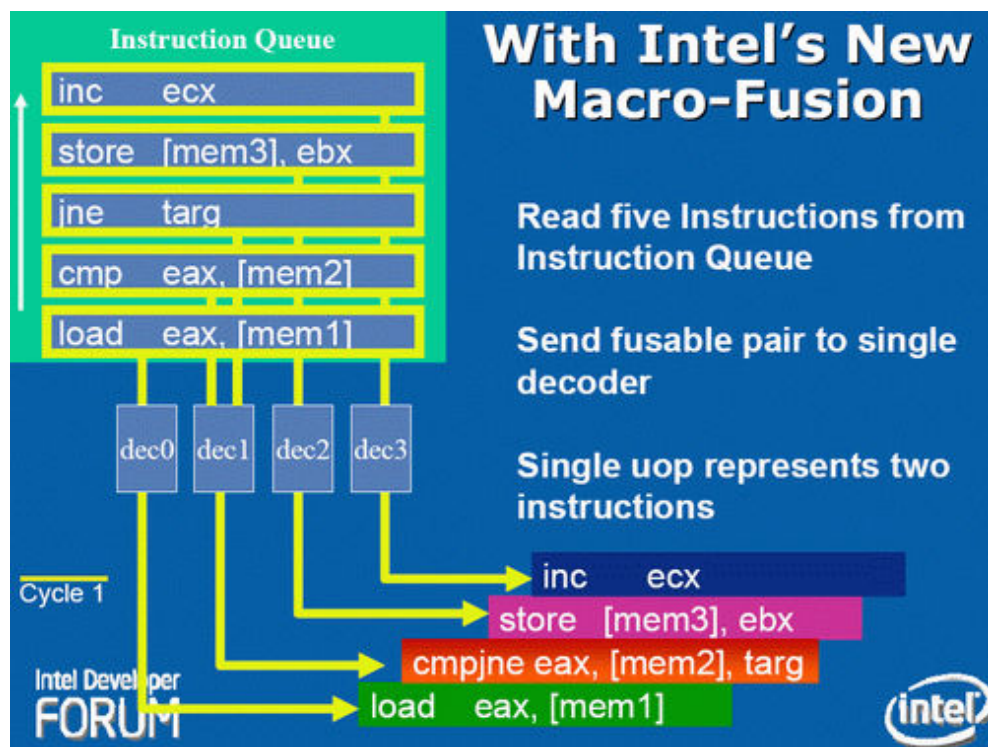 Instruction Queue
inc ecx
store [mem3], ebx
jne targ
cmp eax, [mem2]
load eax, [mem1]
dec0 dec1 dec2 dec3
Cycle 1
With Intel's New
Macro-Fusion
Read five Instructions from
Instruction Queue
Send fusable pair to single
decoder
Single uop represents two
instructions
inc ecx
store [mem3], ebx
cmpjne eax, [mem2], targ
load eax, [mem1]
Intel Developer
FORUM
intel